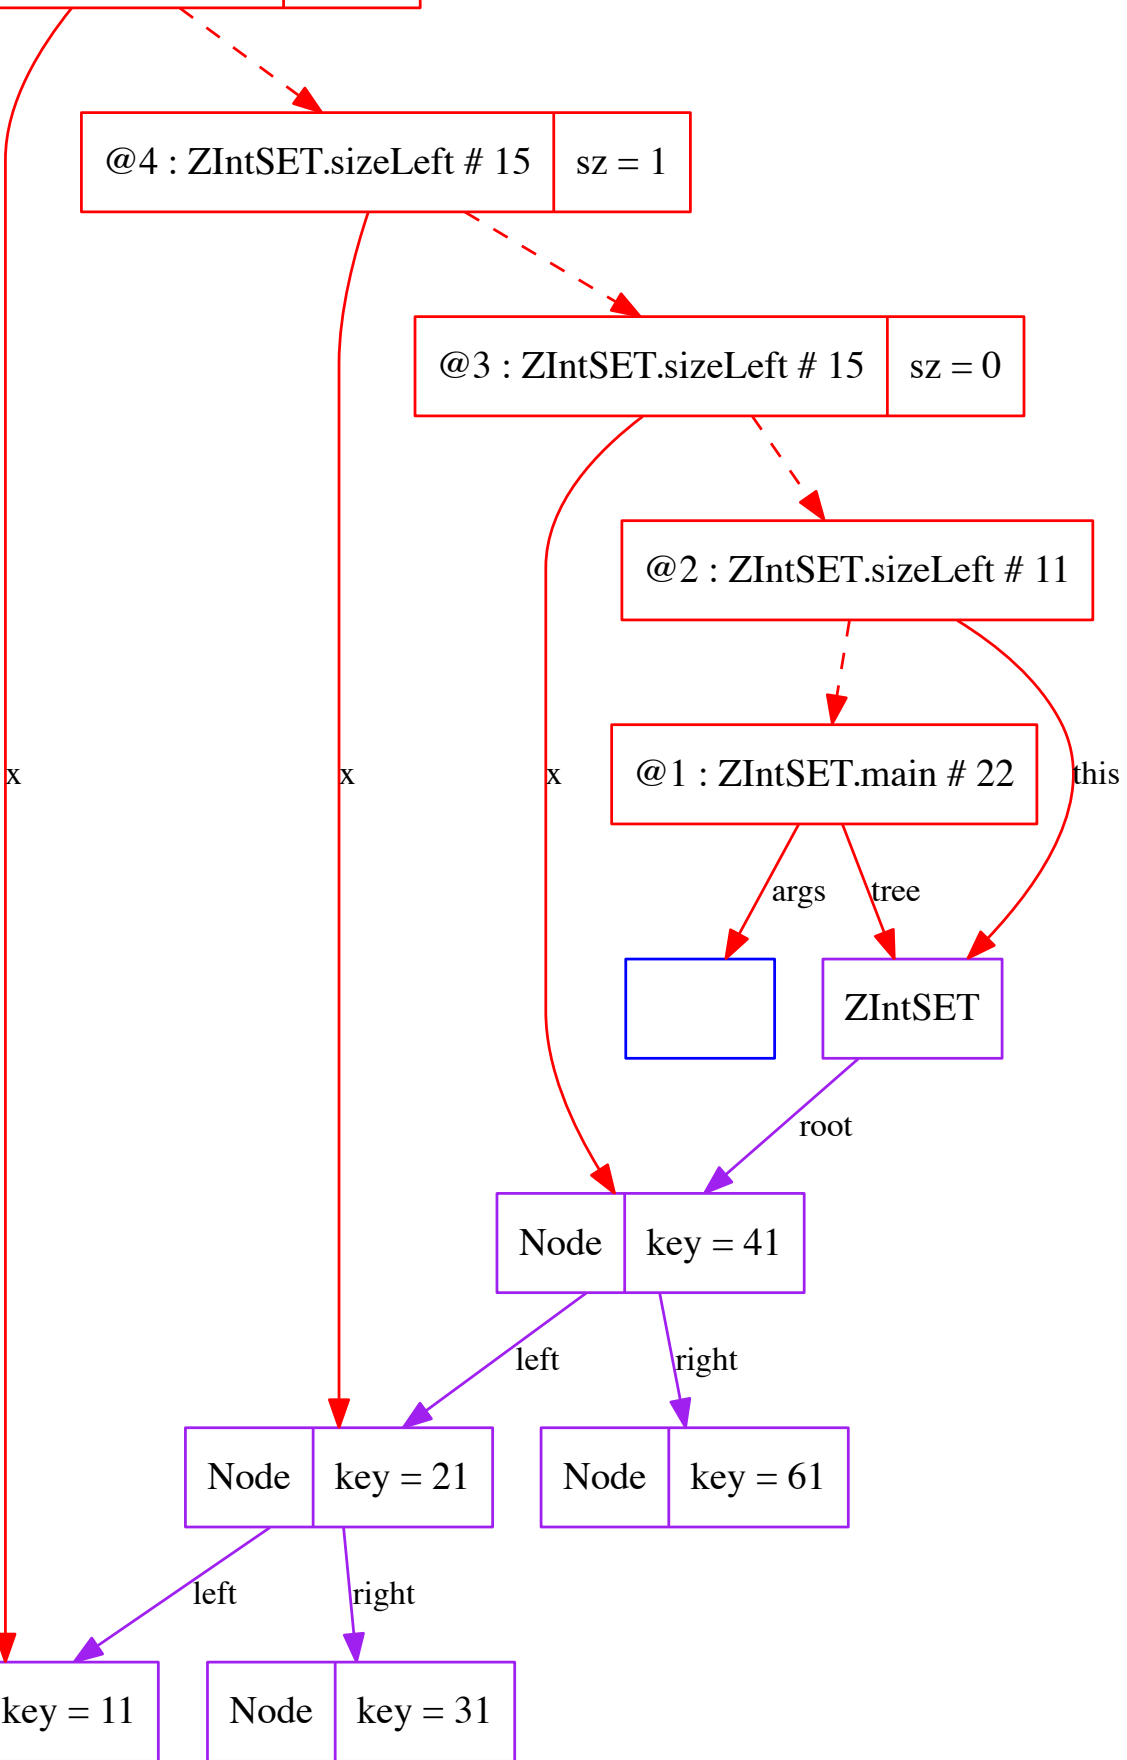 @4 : ZIntSET.sizeLeft # 15 sz = 1
@3 : ZIntSET.sizeLeft # 15 sz = 0
@2 : ZIntSET.sizeLeft # 11
@1 : ZIntSET.main # 22
x
x
x
this
args
tree
ZIntSET
root
Node key = 41
left
right
Node key = 21
Node key = 61
left
right
key = 11
Node key = 31